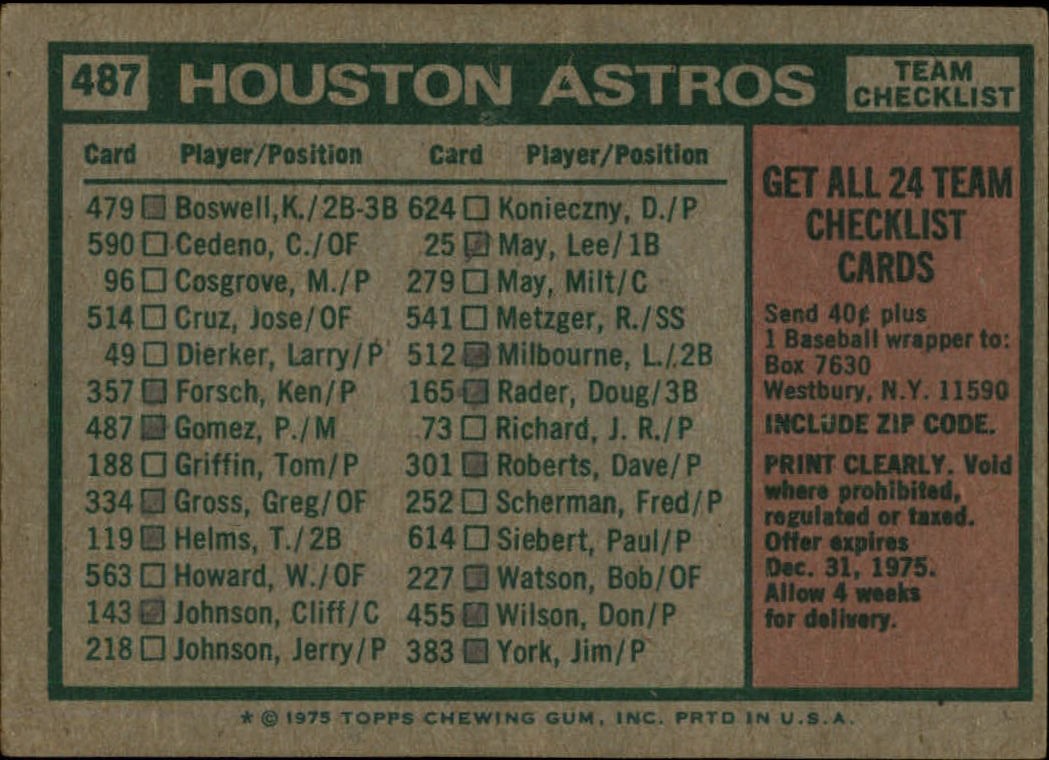 487 HOUSTON ASTROS TEAM CHECKLIST
Card Player/Position Card Player/Position
479 Boswell,K./2B-3B 624 Konieczny, D./P
590 Cedeno, C./OF 25 May, Lee/1B
96 Cosgrove, M./P 279 May, Milt/C
514 Cruz, Jose/OF 541 Metzger, R./SS
49 Dierker, Larry/P 512 Milbourne, L./2B
357 Forsch, Ken/P 165 Rader, Doug/3B
487 Gomez, P./M 73 Richard, J. R./P
188 Griffin, Tom/P 301 Roberts, Dave/P
334 Gross, Greg/OF 252 Scherman, Fred/P
119 Helms, T./2B 614 Siebert, Paul/P
563 Howard, W./OF 227 Watson, Bob/OF
143 Johnson, Cliff/C 455 Wilson, Don/P
218 Johnson, Jerry/P 383 York, Jim/P
GET ALL 24 TEAM
CHECKLIST
CARDS
Send 40¢ plus
1 Baseball wrapper to:
Box 7630
Westbury, N.Y. 11590
INCLUDE ZIP CODE.
PRINT CLEARLY. Void
where prohibited,
regulated or taxed.
Offer expires
Dec. 31, 1975.
Allow 4 weeks
for delivery.
* © 1975 TOPPS CHEWING GUM, INC. PRTD IN U.S.A.